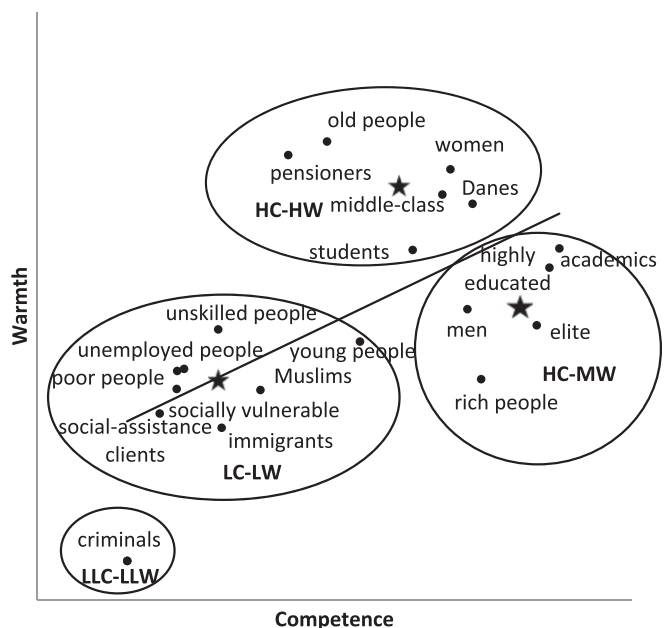 old people
women
pensioners
Danes
HC-HW
middle-class
students
highly
educated
academics
Warmth
men
elite
HC-MW
rich people
unskilled people
unemployed people
young people
poor people
Muslims
socially vulnerable
social-assistance
clients
immigrants
LC-LW
criminals
LLC-LLW
Competence